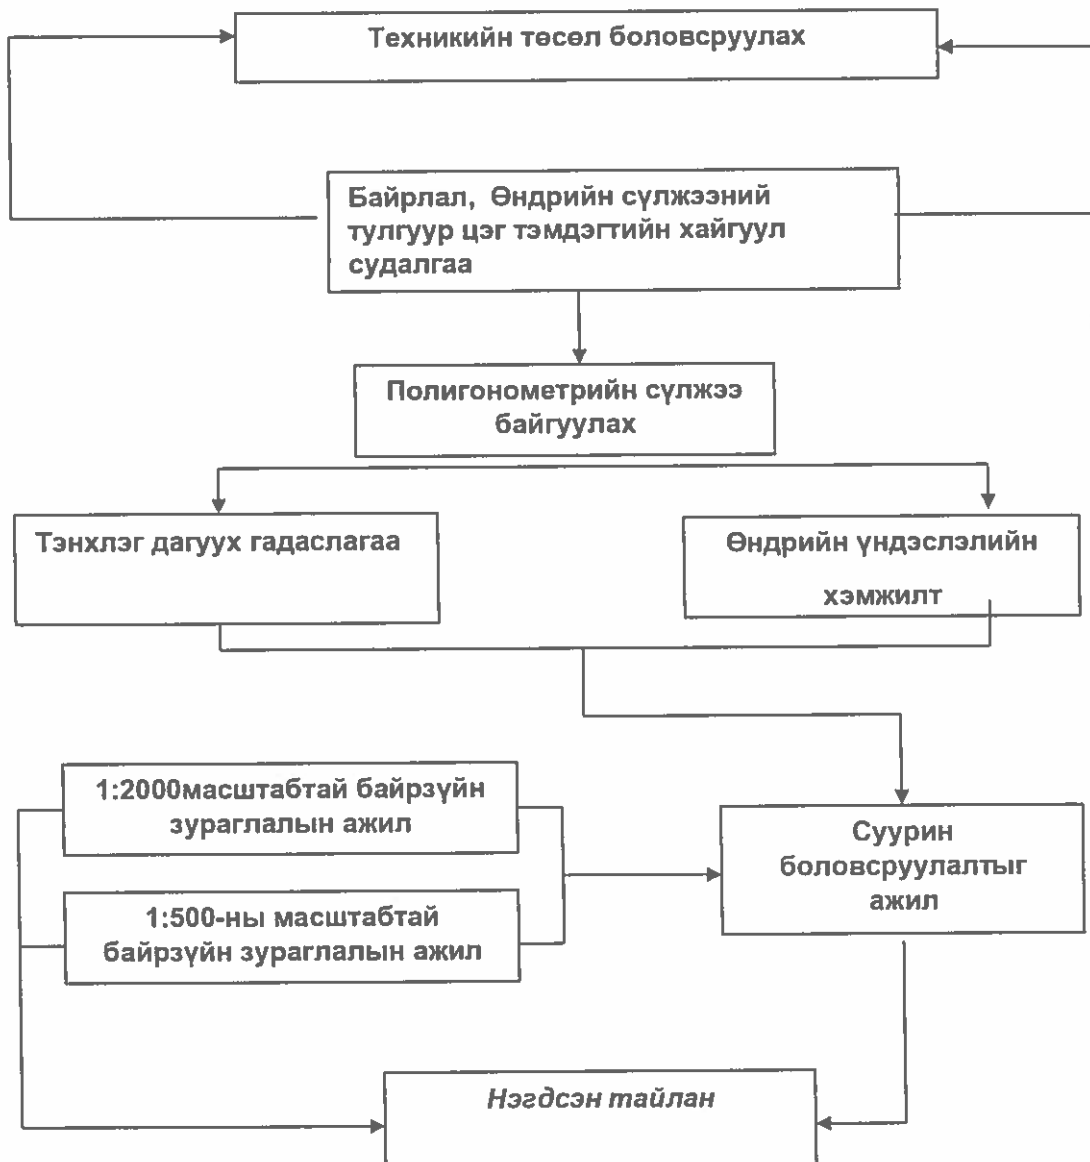 Техникийн төсөл боловсруулах
Байрлал, Өндрийн сүлжээний
тулгуур цэг тэмдэгтийн хайгуул
судалгаа
Полигонометрийн сүлжээ
байгуулах
Тэнхлэг дагуух гадаслагаа
Өндрийн үндэслэлийн
хэмжилт
1:2000масштабтай байрзүйн
зураглалын ажил
1:500-ны масштабтай
байрзүйн зураглалын ажил
Суурин
боловсруулалтыг
ажил
Нэгдсэн тайлан